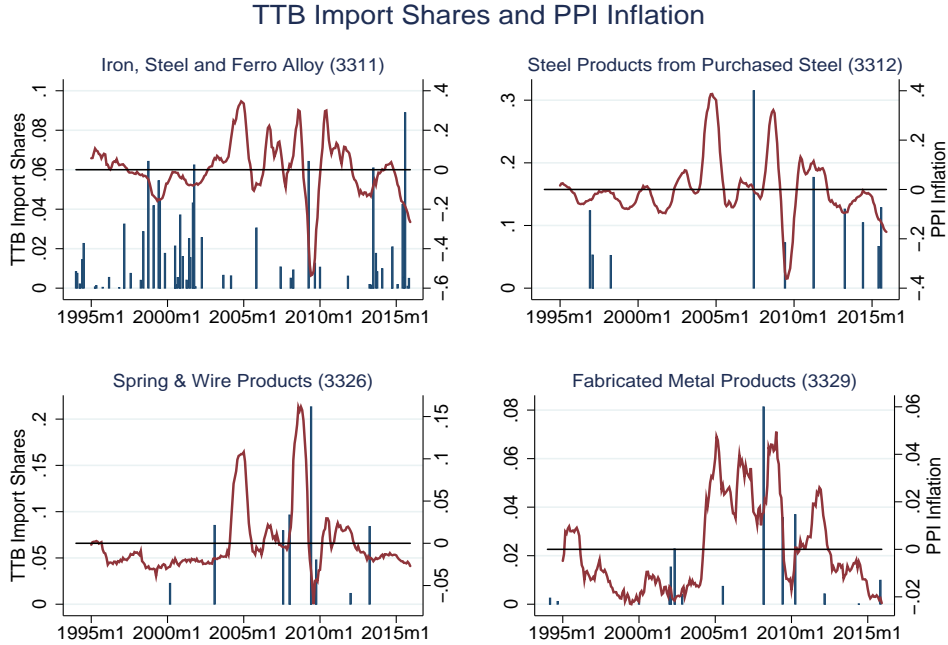 TTB Import Shares and PPI Inflation
Iron, Steel and Ferro Alloy (3311)
TTB Import Shares
0 .02 .04 .06 .08 .1
-.6 -.4 -.2 0 .2 .4
1995m1 2000m1 2005m1 2010m1 2015m1
Steel Products from Purchased Steel (3312)
0 .1 .2 .3
-.4 -.2 0 .2 .4
PPI Inflation
1995m1 2000m1 2005m1 2010m1 2015m1
Spring & Wire Products (3326)
TTB Import Shares
0 .05 .1 .15 .2
-.05 0 .05 .1 .15
1995m1 2000m1 2005m1 2010m1 2015m1
Fabricated Metal Products (3329)
0 .02 .04 .06 .08
-.02 0 .02 .04 .06
PPI Inflation
1995m1 2000m1 2005m1 2010m1 2015m1